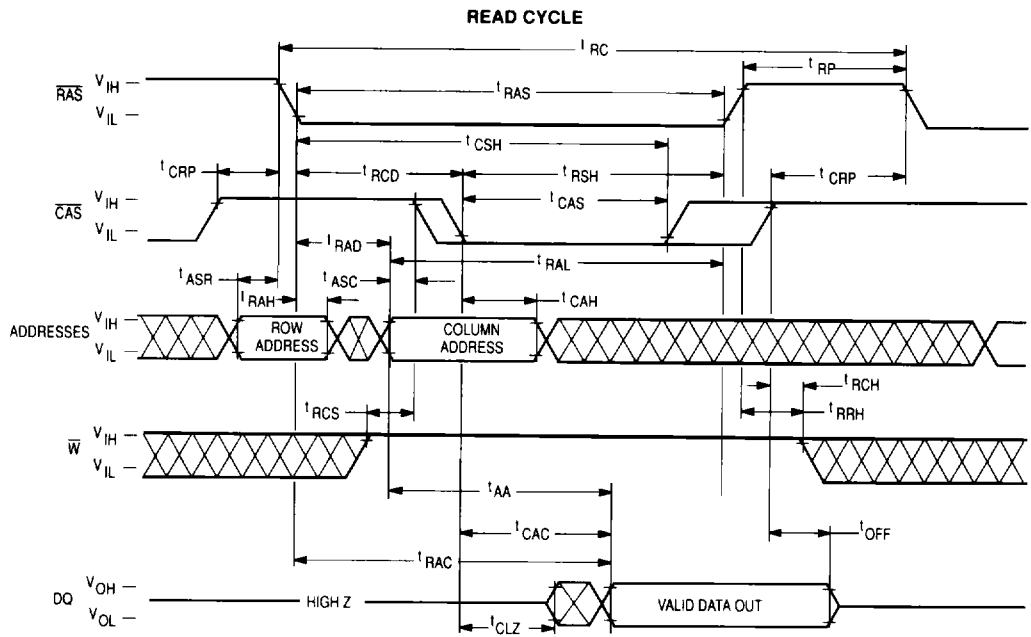 READ CYCLE
t RC
t RP
RAS
V IH
V IL
t RAS
t CSH
t CRP
t RCD
t RSH
t CRP
CAS
V IH
V IL
t CAS
t RAD
t RAL
t ASR
t ASC
t RAH
t CAH
ADDRESSES
V IH
V IL
ROW
ADDRESS
COLUMN
ADDRESS
t RCH
t RCS
t RRH
W
V IH
V IL
t AA
t CAC
t OFF
t RAC
DQ
V OH
V OL
HIGH Z
VALID DATA OUT
t CLZ